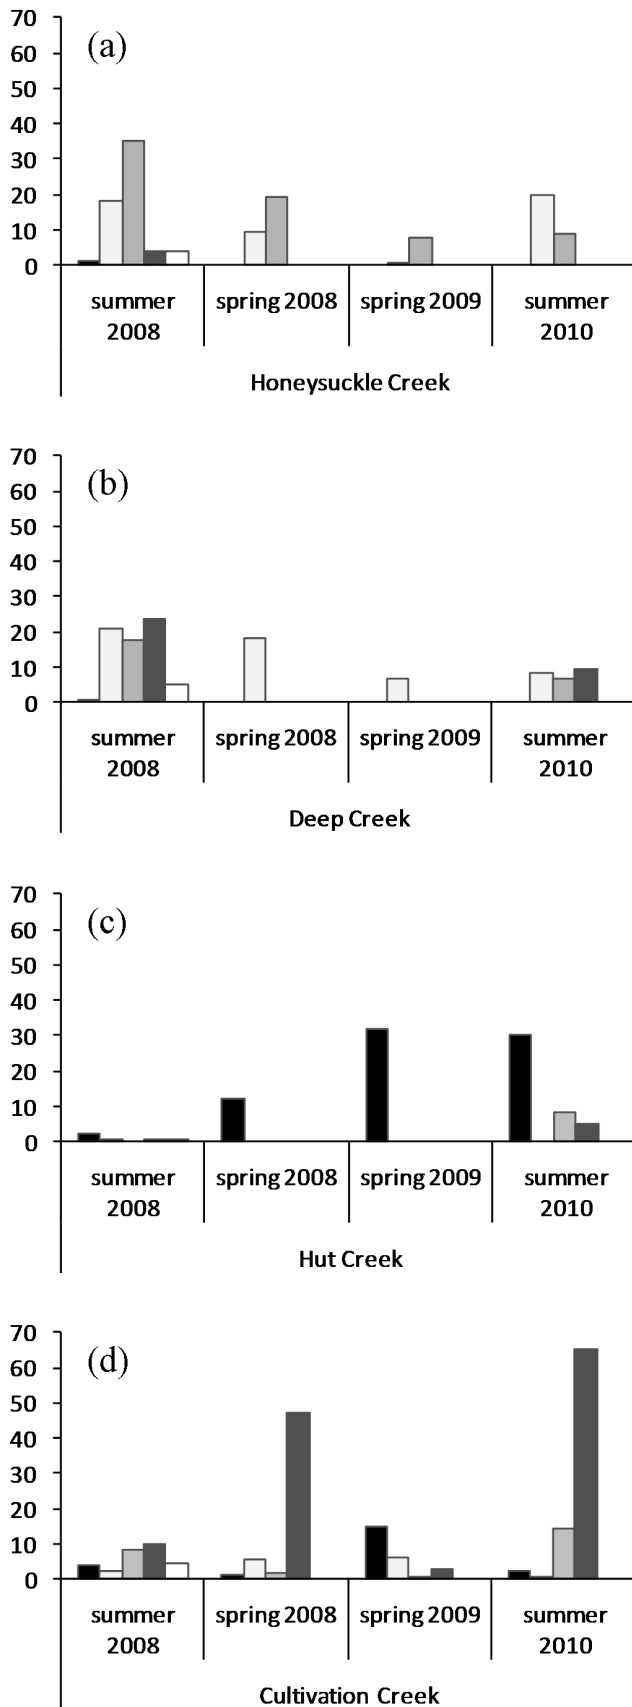 70
(a)
60
50
40
30
20
10
0
summer 2008
spring 2008
spring 2009
summer 2010
Honeysuckle Creek
70
(b)
60
50
40
30
20
10
0
summer 2008
spring 2008
spring 2009
summer 2010
Deep Creek
70
(c)
60
50
40
30
20
10
0
summer 2008
spring 2008
spring 2009
summer 2010
Hut Creek
70
(d)
60
50
40
30
20
10
0
summer 2008
spring 2008
spring 2009
summer 2010
Cultivation Creek